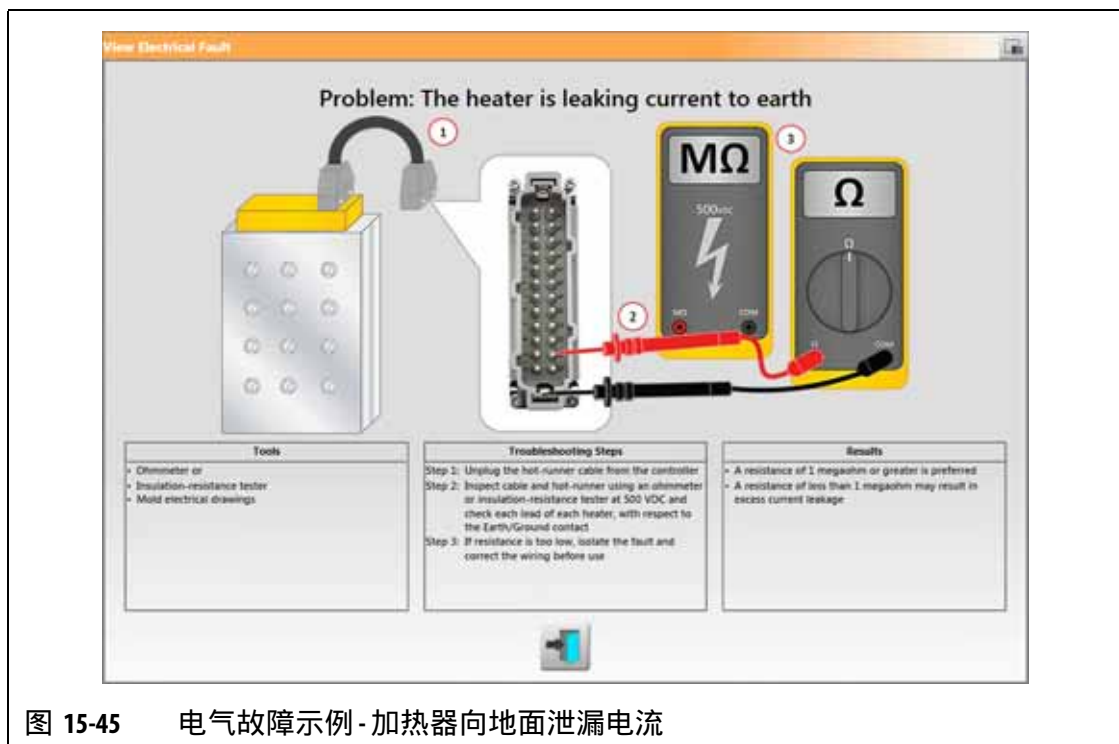 View Electrical Fault
Problem: The heater is leaking current to earth
1
3
MΩ
Ω
500VDC
Ω
2
MΩ
COM
Ω
COM
Tools
• Ohmmeter or
• Insulation-resistance tester
• Mold electrical drawings
Troubleshooting Steps
Step 1: Unplug the hot-runner cable from the controller
Step 2: Inspect cable and hot-runner using an ohmmeter
or insulation-resistance tester at 500 VDC and
check each lead of each heater, with respect to
the Earth/Ground contact
Step 3: If resistance is too low, isolate the fault and
correct the wiring before use
Results
• A resistance of 1 megaohm or greater is preferred
• A resistance of less than 1 megaohm may result in
excess current leakage
图 15-45 电气故障示例 - 加热器向地面泄漏电流